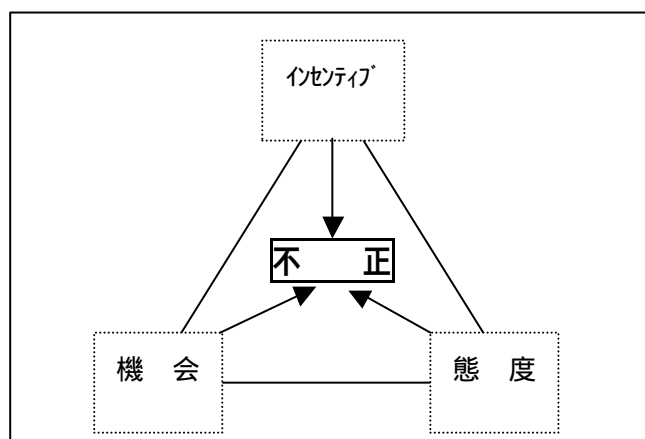 ｲﾝｾﾝﾃｨﾌﾞ
不　　正
機　会
態　度